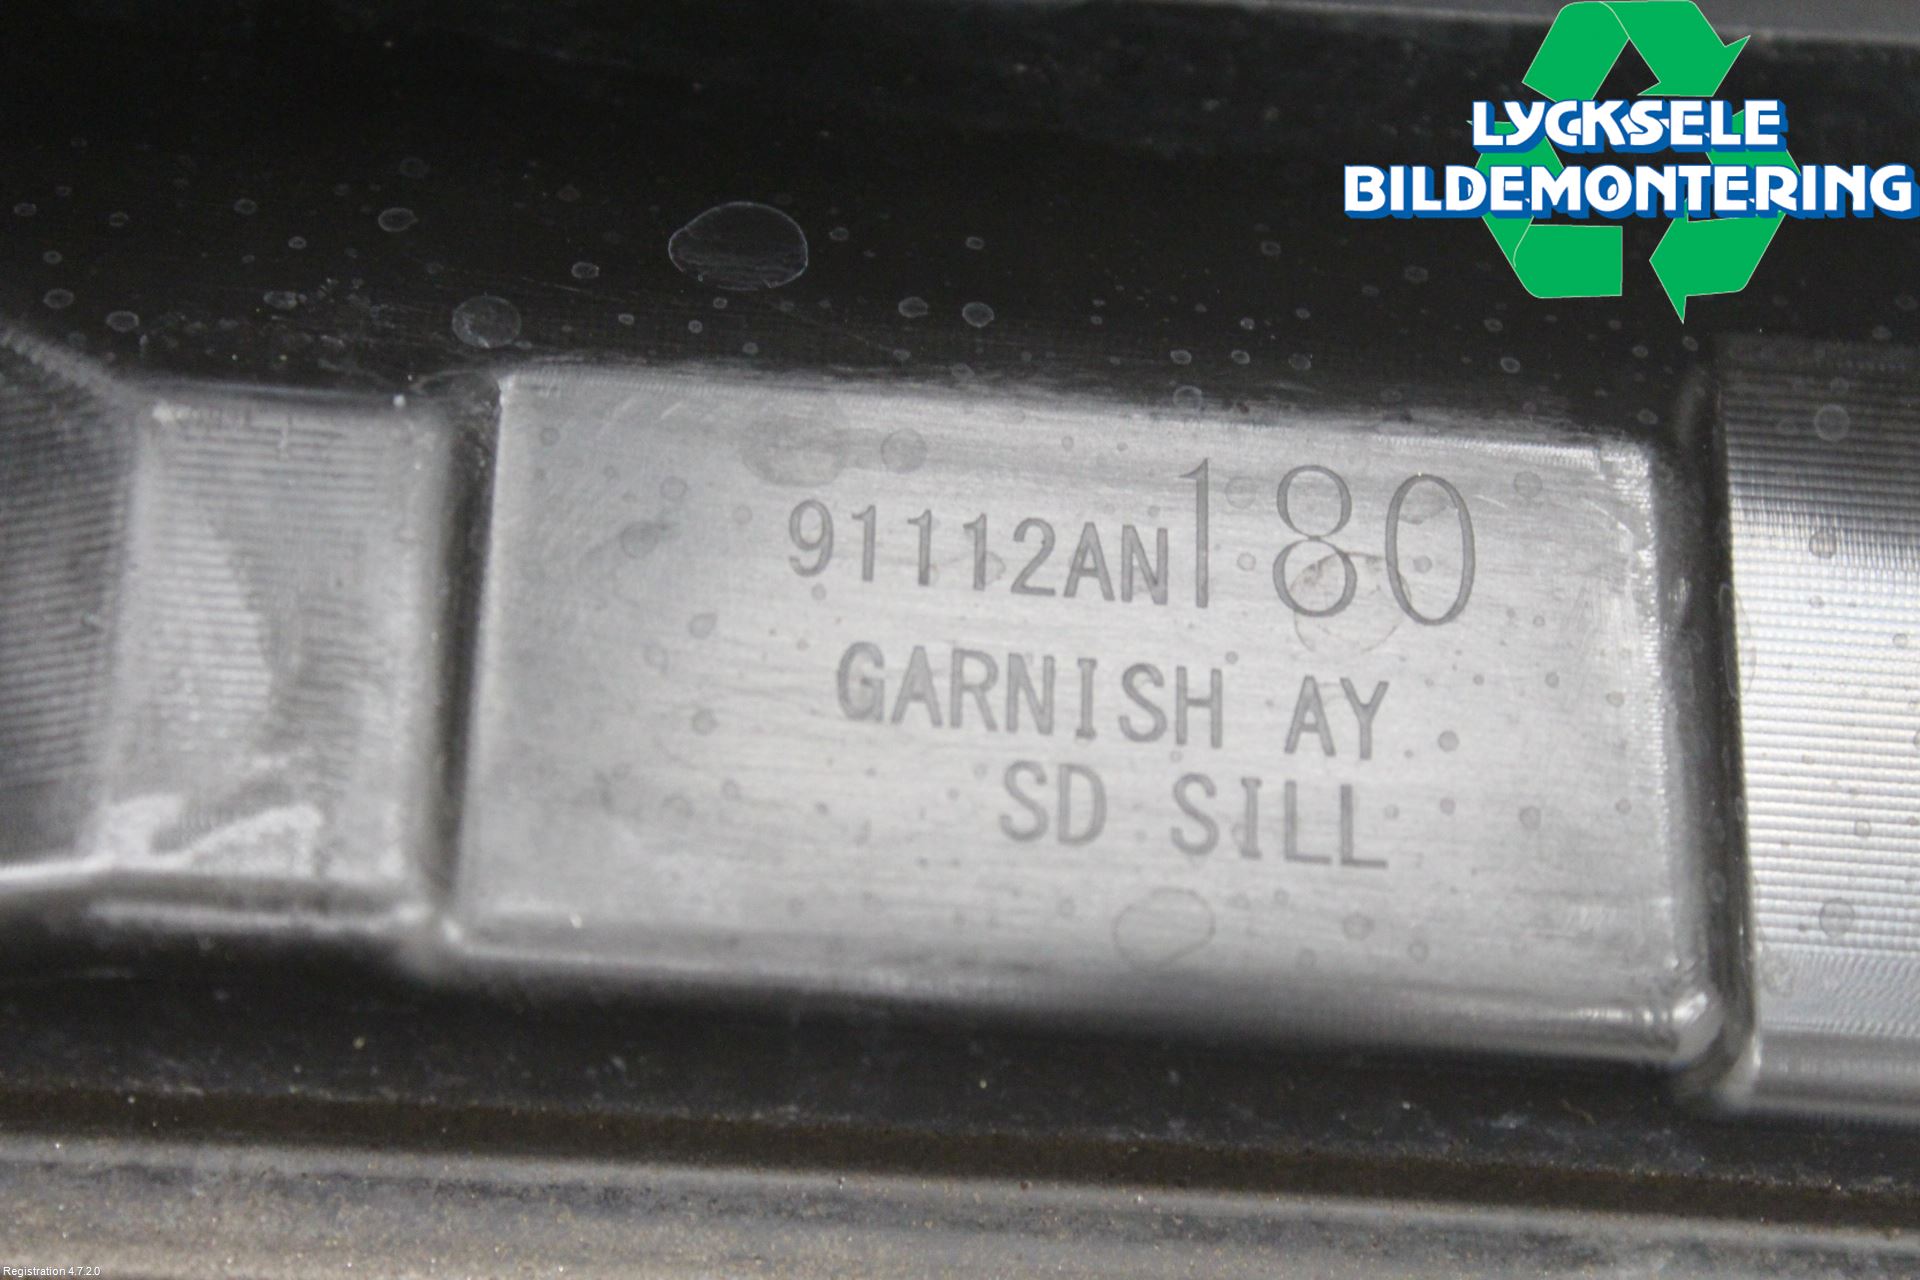 LYCKSELE
BILDEMONTERING
91112AN180
GARNISH AY
SD SILL
Registration 4.7.2.0